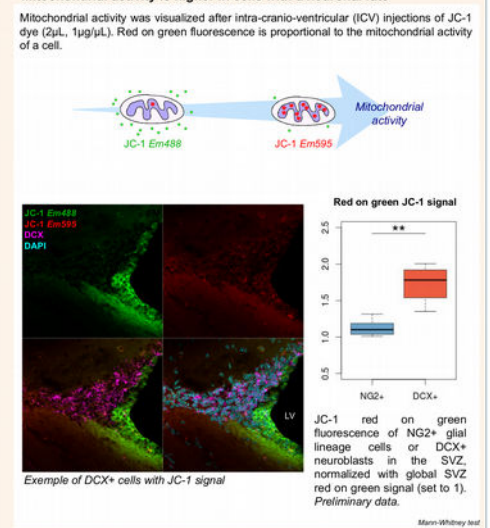 Mitochondrial activity was visualized after intra-cranio-ventricular (ICV) injections of JC-1
dye (2µL, 1µg/µL). Red on green fluorescence is proportional to the mitochondrial activity
of a cell.
Mitochondrial
activity
JC-1 Em488
JC-1 Em595
JC-1 Em488
JC-1 Em595
DCX
DAPI
LV
Exemple of DCX+ cells with JC-1 signal
Red on green JC-1 signal
**
2.5
2.0
1.5
1.0
0.5
NG2+
DCX+
JC-1 red on green
fluorescence of NG2+ glial
lineage cells or DCX+
neuroblasts in the SVZ,
normalized with global SVZ
red on green signal (set to 1).
Preliminary data.
Mann-Whitney test